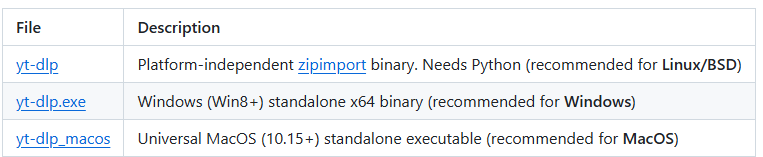 File Description
yt-dlp Platform-independent zipimport binary. Needs Python (recommended for Linux/BSD)
yt-dlp.exe Windows (Win8+) standalone x64 binary (recommended for Windows)
yt-dlp_macos Universal MacOS (10.15+) standalone executable (recommended for MacOS)